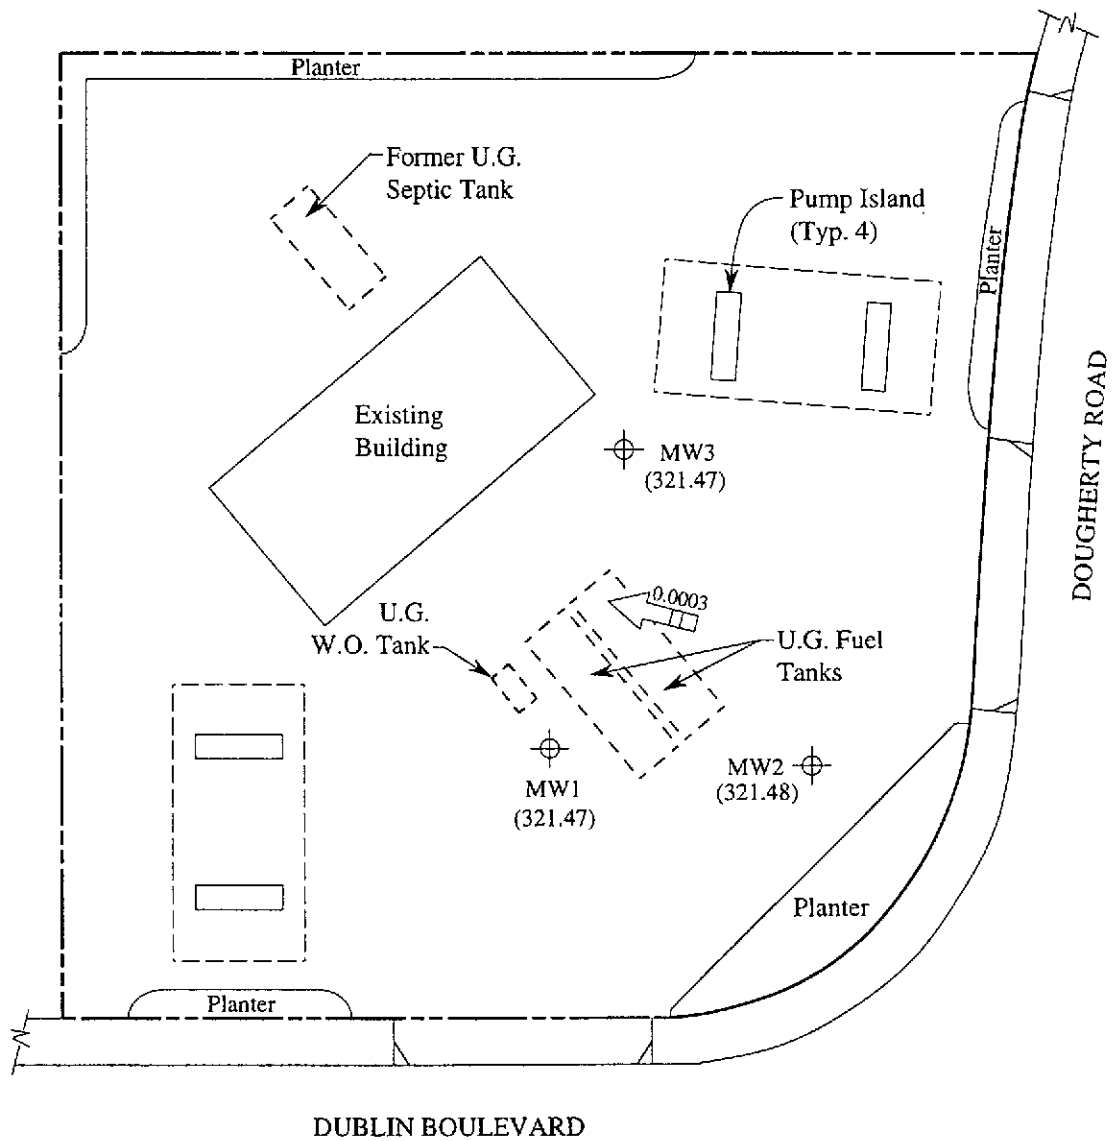 Planter
Former U.G.
Septic Tank
Pump Island
(Typ. 4)
Planter
Existing
Building
MW3
(321.47)
DOUGHERTY ROAD
0.0003
U.G.
W.O. Tank
U.G. Fuel
Tanks
MW1
(321.47)
MW2
(321.48)
Planter
Planter
DUBLIN BOULEVARD